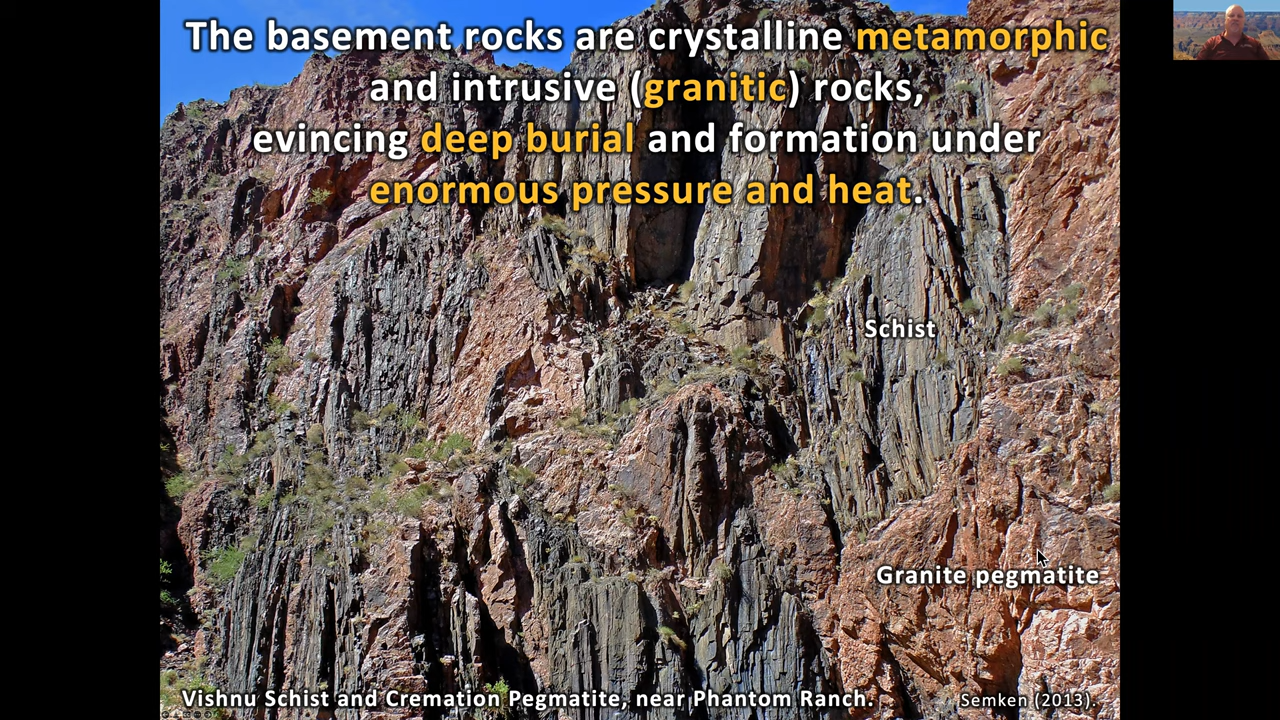 The basement rocks are crystalline metamorphic
and intrusive (granitic) rocks,
evincing deep burial and formation under
enormous pressure and heat.
Schist
Granite pegmatite
Vishnu Schist and Cremation Pegmatite, near Phantom Ranch.
Semken (2013).